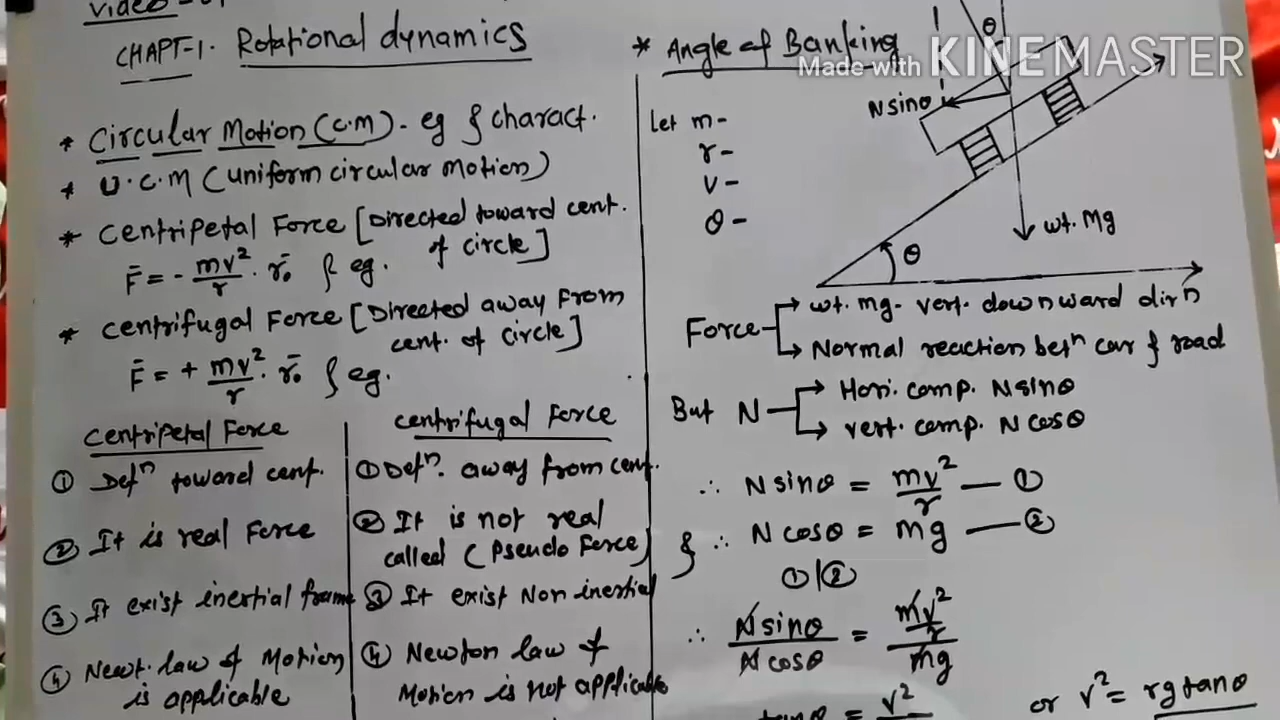 Video -
CHAPT-1. Rotational dynamics
* Circular Motion (C.M) - eg & charact.
* U.C.M (uniform circular motion)
* Centripetal Force [Directed toward cent. of circle]
F̄ = - mv²/r . r̄₀ & eg.
* Centrifugal Force [Directed away from cent. of circle]
F̄ = + mv²/r . r̄₀ & eg.
Centripetal Force
① Defⁿ toward cent.
② It is real Force
③ It exist inertial frame
④ Newt. law of Motion
is applicable
Centrifugal Force
① Defⁿ. away from cent.
② It is not real
called (Pseudo Force)
③ It exist Non inertial
④ Newton law of
Motion is not applicable
* Angle of Banking
Made with KINEMASTER
θ
N sinθ
Let m-
r-
v-
θ-
wt. Mg
θ
Force → wt. mg - vert. downward dirⁿ
→ Normal reaction betⁿ car & road
But N → Hori. comp. N sinθ
→ vert. comp. N cosθ
∴ N sinθ = mv²/r — ①
& ∴ N cosθ = mg — ②
①/②
∴ N sinθ / N cosθ = mv²/r / mg
tanθ = v²
or v² = rg tanθ